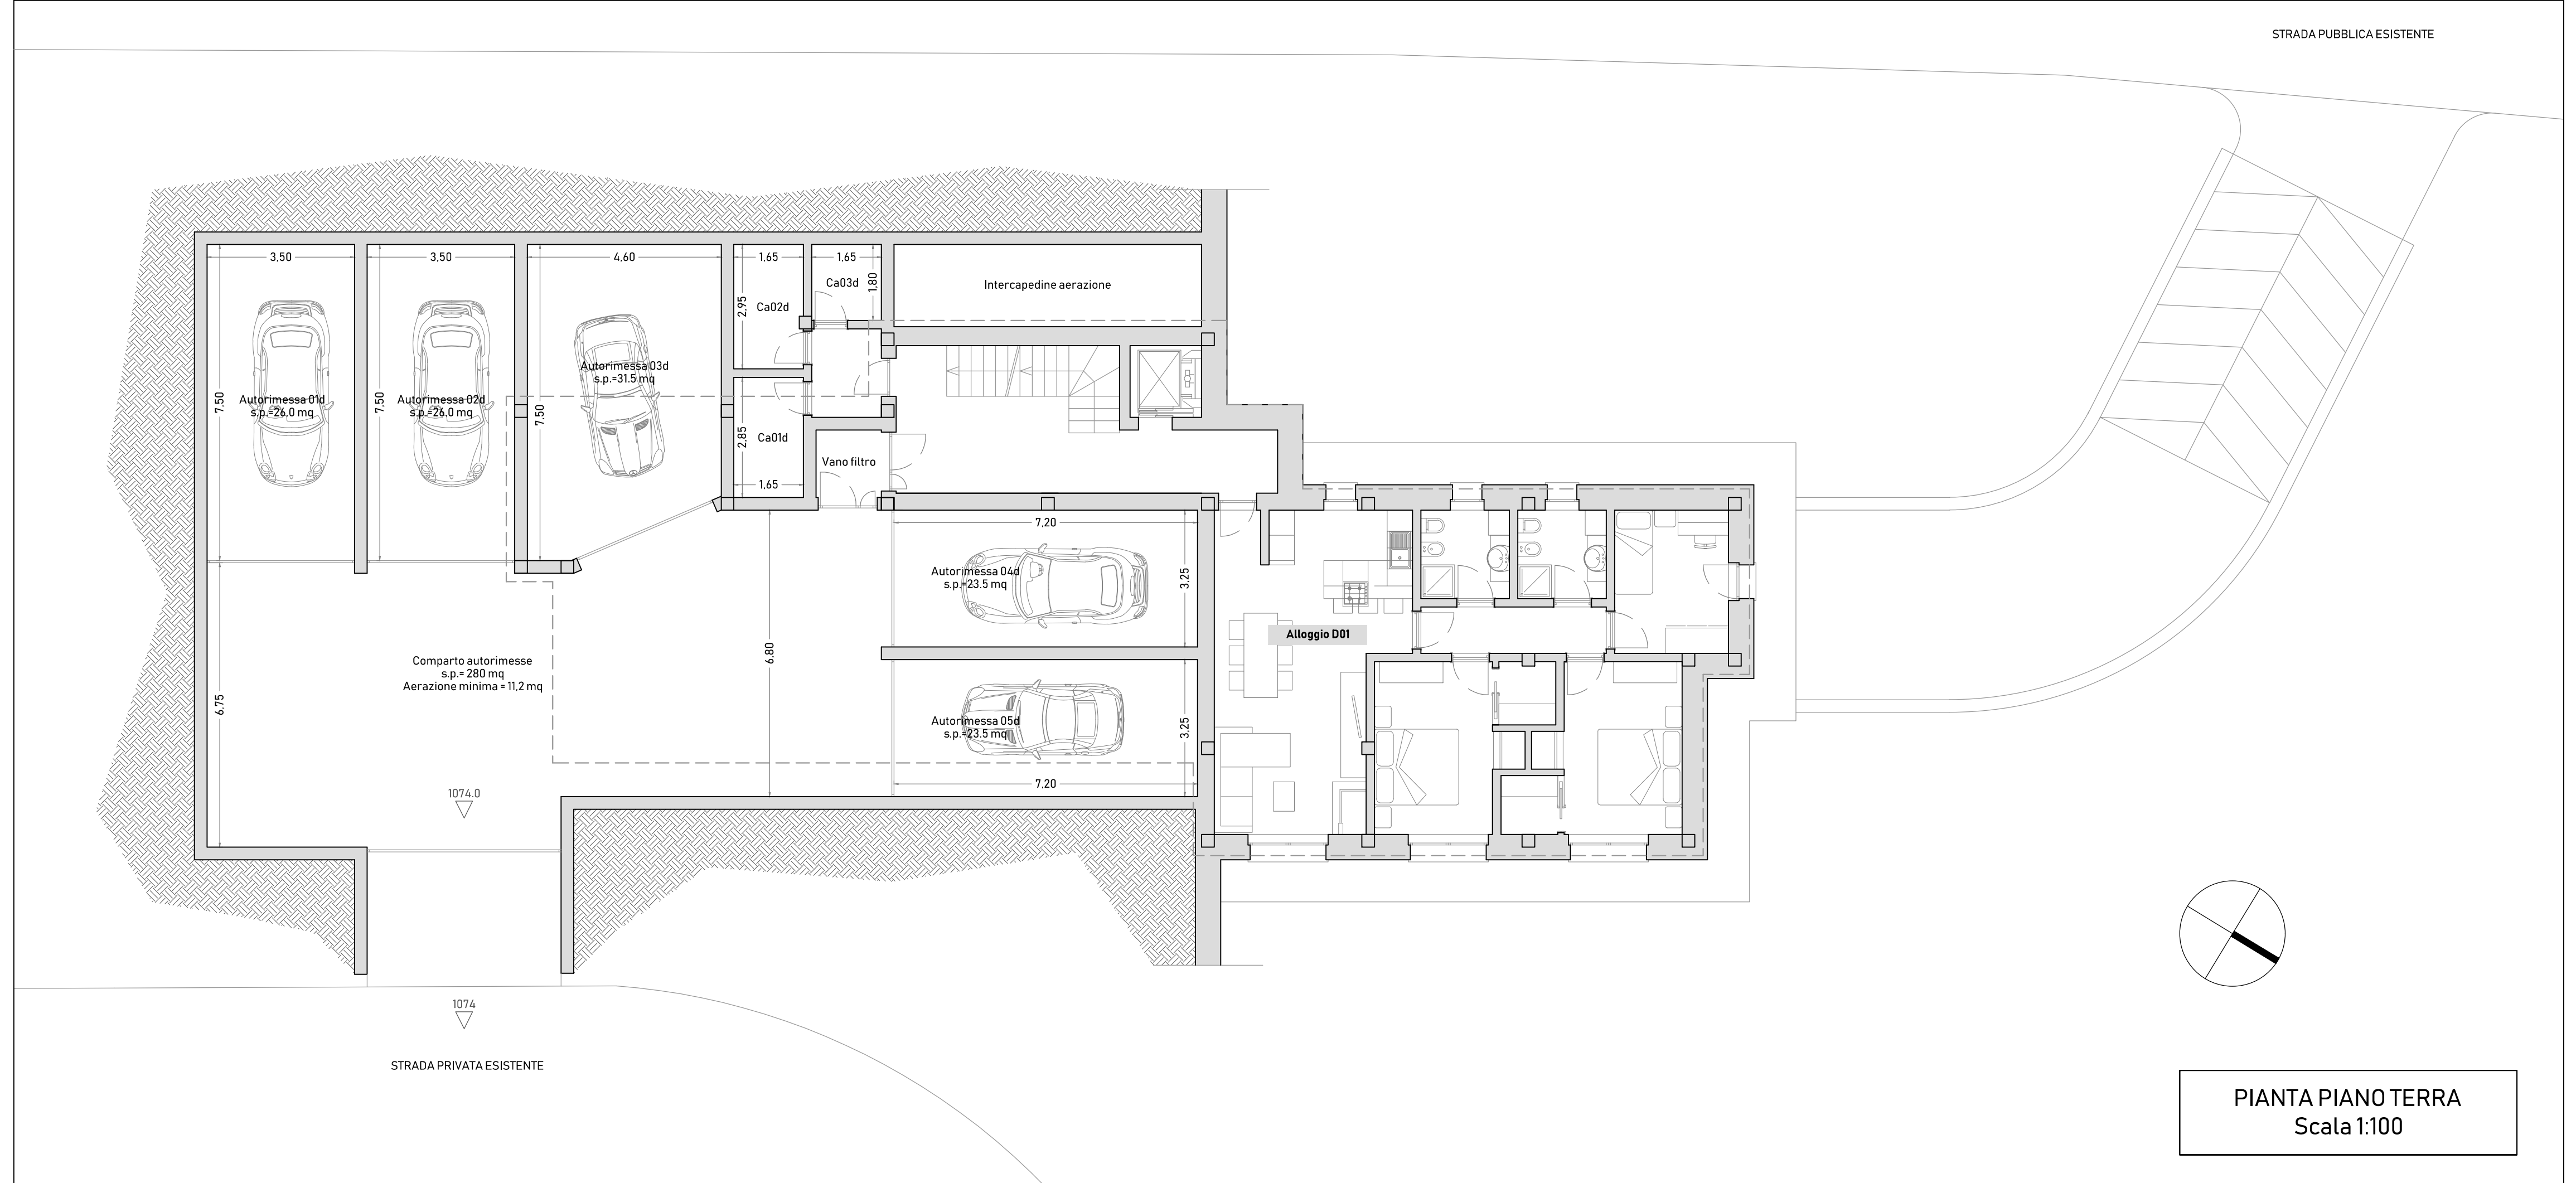 STRADA PUBBLICA ESISTENTE
3,50
3,50
4,60
1,65
1,65
Ca03d
1,80
Intercapedine aerazione
2,95
Ca02d
Autorimessa 01d
s.p.=26,0 mq
7,50
Autorimessa 02d
s.p.=26,0 mq
7,50
Autorimessa 03d
s.p.=31.5 mq
7,50
2,85
Ca01d
1,65
Vano filtro
7,20
Autorimessa 04d
s.p.=23.5 mq
3,25
6,80
Alloggio D01
Comparto autorimesse
s.p.= 280 mq
Aerazione minima = 11,2 mq
6,75
Autorimessa 05d
s.p.=23.5 mq
3,25
7,20
1074.0
1074
STRADA PRIVATA ESISTENTE
PIANTA PIANO TERRA
Scala 1:100